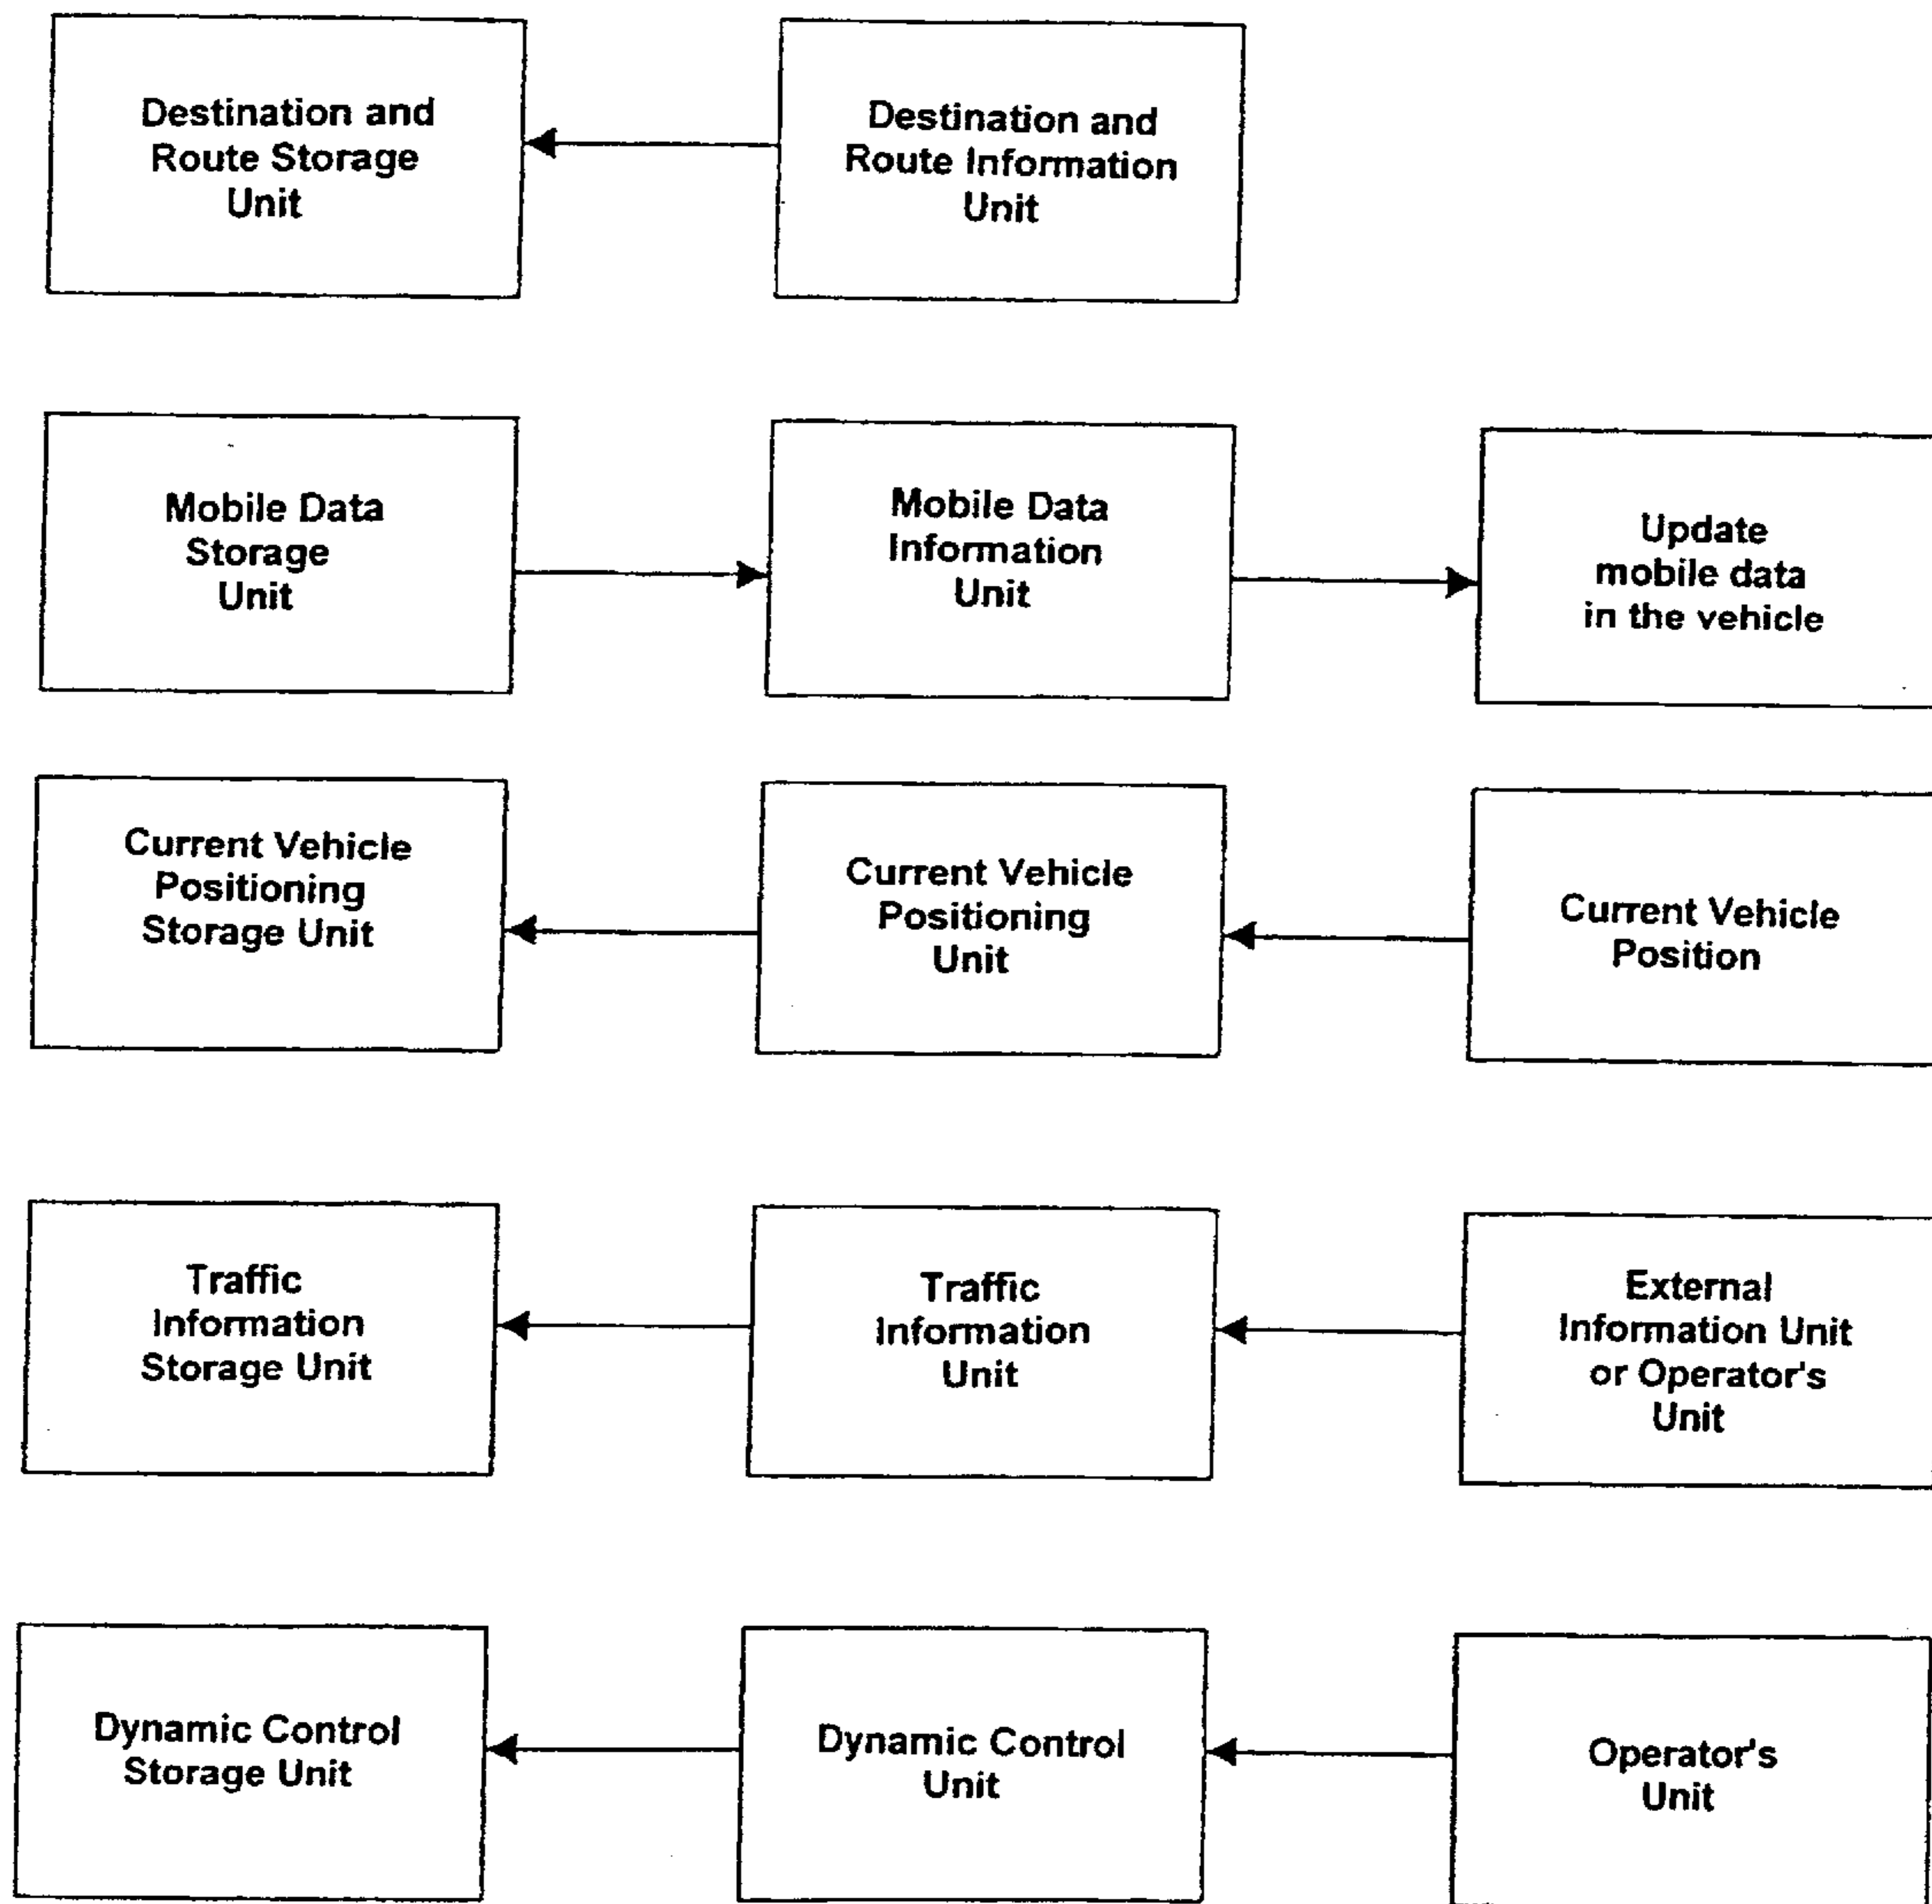 Destination and
Route Storage
Unit
Destination and
Route Information
Unit
Mobile Data
Storage
Unit
Mobile Data
Information
Unit
Update
mobile data
in the vehicle
Current Vehicle
Positioning
Storage Unit
Current Vehicle
Positioning
Unit
Current Vehicle
Position
Traffic
Information
Storage Unit
Traffic
Information
Unit
External
Information Unit
or Operator's
Unit
Dynamic Control
Storage Unit
Dynamic Control
Unit
Operator's
Unit